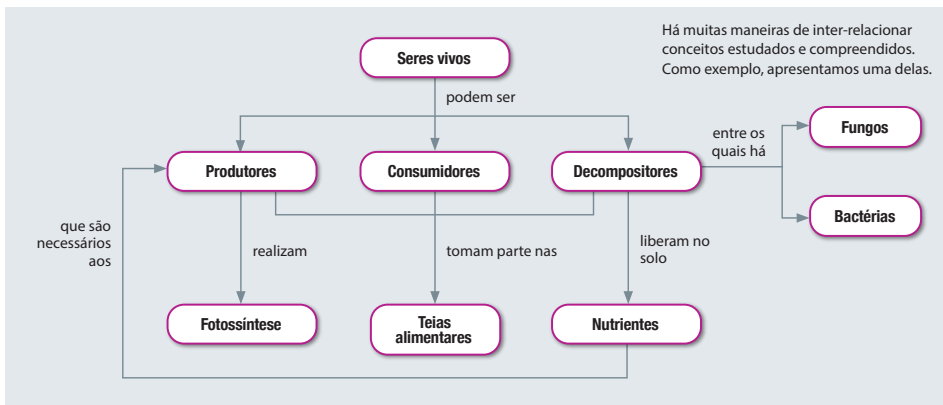 Há muitas maneiras de inter-relacionar
conceitos estudados e compreendidos.
Como exemplo, apresentamos uma delas.
Seres vivos
podem ser
Produtores
Consumidores
Decompositores
entre os
quais há
Fungos
Bactérias
que são
necessários
aos
realizam
tomam parte nas
liberam no
solo
Fotossíntese
Teias
alimentares
Nutrientes